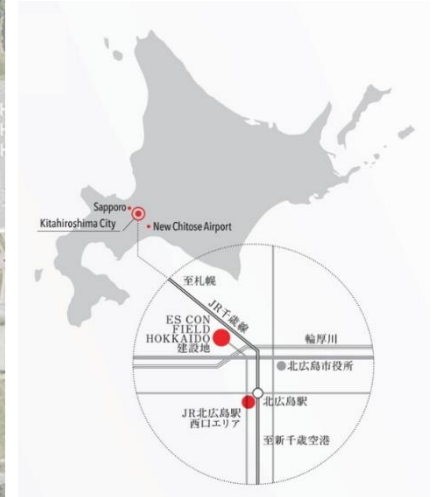 Sapporo
Kitahiroshima City
New Chitose Airport
至札幌
JR千歳線
ES CON
FIELD
HOKKAIDO
建設地
輪厚川
北広島市役所
北広島駅
JR北広島駅
西口エリア
至新千歳空港